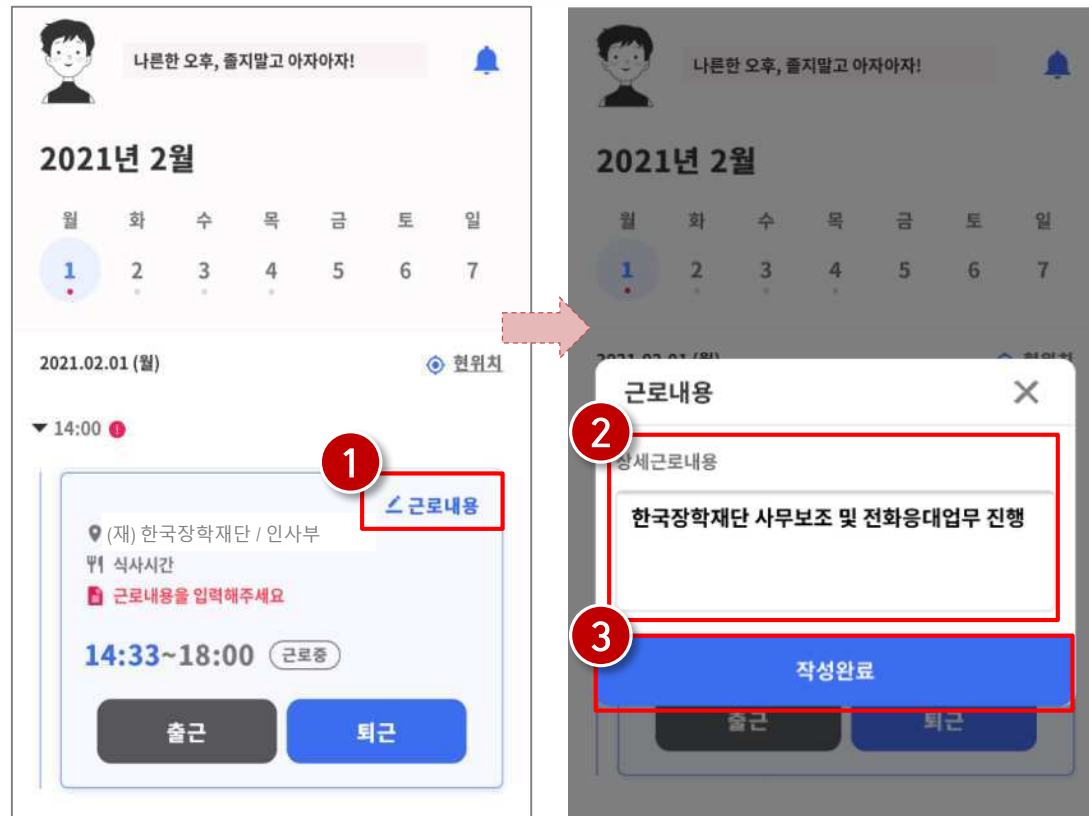 나른한 오후, 졸지말고 아자아자!
2021년 2월
월 화 수 목 금 토 일
1 2 3 4 5 6 7
2021.02.01 (월) 현위치
14:00
1
근로내용
(재) 한국장학재단 / 인사부
식사시간
근로내용을 입력해주세요
14:33~18:00 근로중
출근 퇴근
나른한 오후, 졸지말고 아자아자!
2021년 2월
월 화 수 목 금 토 일
1 2 3 4 5 6 7
2021.02.01 (월) 현위치
근로내용
2
상세근로내용
한국장학재단 사무보조 및 전화응대업무 진행
3
작성완료
출근 퇴근